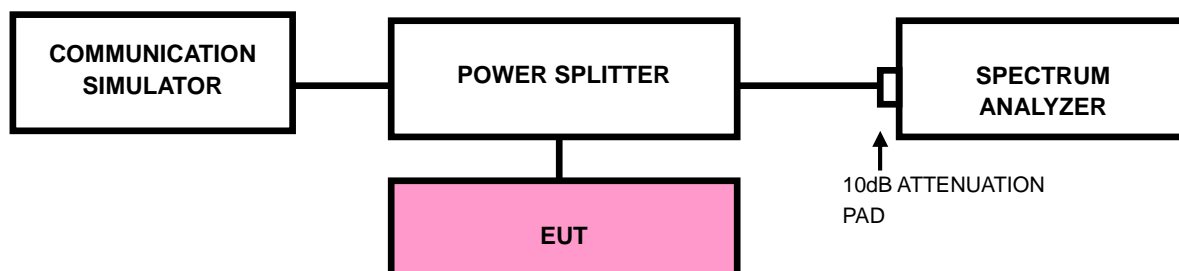 COMMUNICATION
SIMULATOR
POWER SPLITTER
SPECTRUM
ANALYZER
10dB ATTENUATION
PAD
EUT